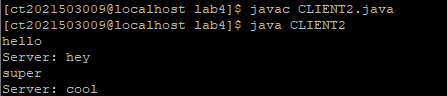 [ct2021503009@localhost lab4]$ javac CLIENT2.java
[ct2021503009@localhost lab4]$ java CLIENT2
hello
Server: hey
super
Server: cool